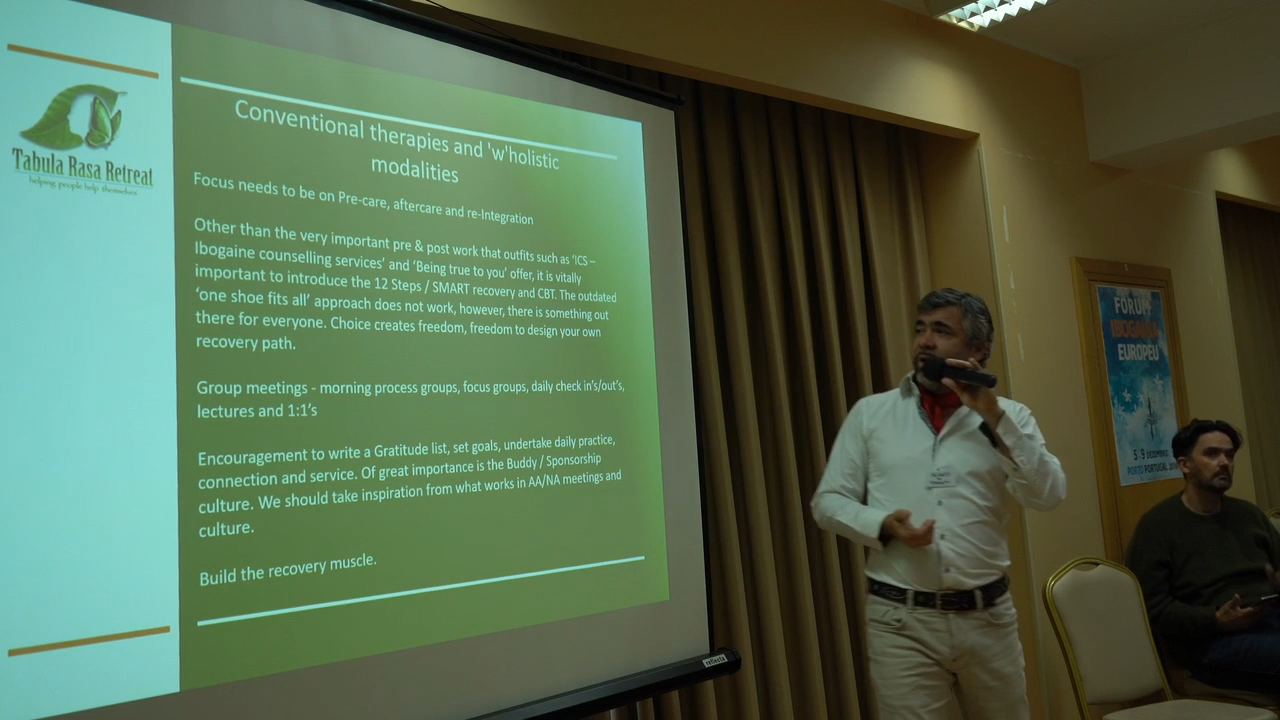 Tabula Rasa Retreat
helping people help themselves
Conventional therapies and 'w'holistic
modalities
Focus needs to be on Pre-care, aftercare and re-Integration
Other than the very important pre & post work that outfits such as 'ICS –
Ibogaine counselling services' and 'Being true to you' offer, it is vitally
important to introduce the 12 Steps / SMART recovery and CBT. The outdated
'one shoe fits all' approach does not work, however, there is something out
there for everyone. Choice creates freedom, freedom to design your own
recovery path.
Group meetings - morning process groups, focus groups, daily check in's/out's,
lectures and 1:1's
Encouragement to write a Gratitude list, set goals, undertake daily practice,
connection and service. Of great importance is the Buddy / Sponsorship
culture. We should take inspiration from what works in AA/NA meetings and
culture.
Build the recovery muscle.
reflecta
FORUM
IBOGAINA
EUROPEU
5-9 DEZEMBRO
PORTO PORTUGAL